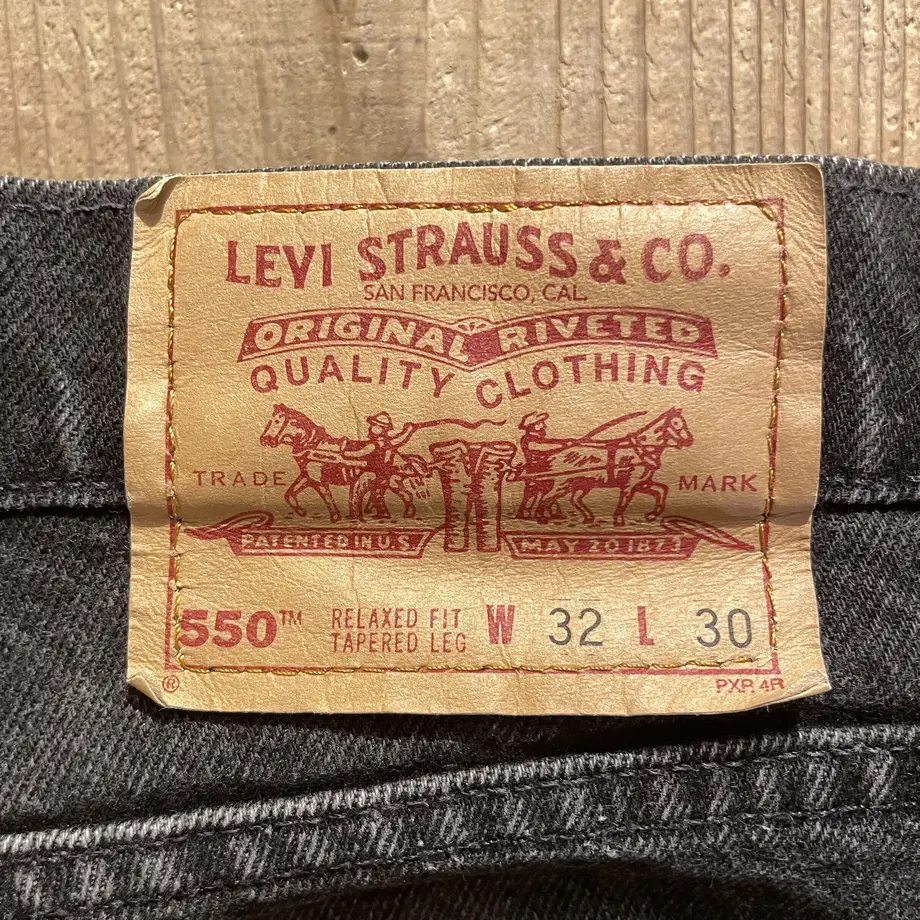 LEVI STRAUSS & CO.
SAN FRANCISCO, CAL.
ORIGINAL RIVETED
QUALITY CLOTHING
TRADE MARK
PATENTED IN U.S. MAY 20 1873
550™ RELAXED FIT W 32 L 30
TAPERED LEG
® PXP. 4R